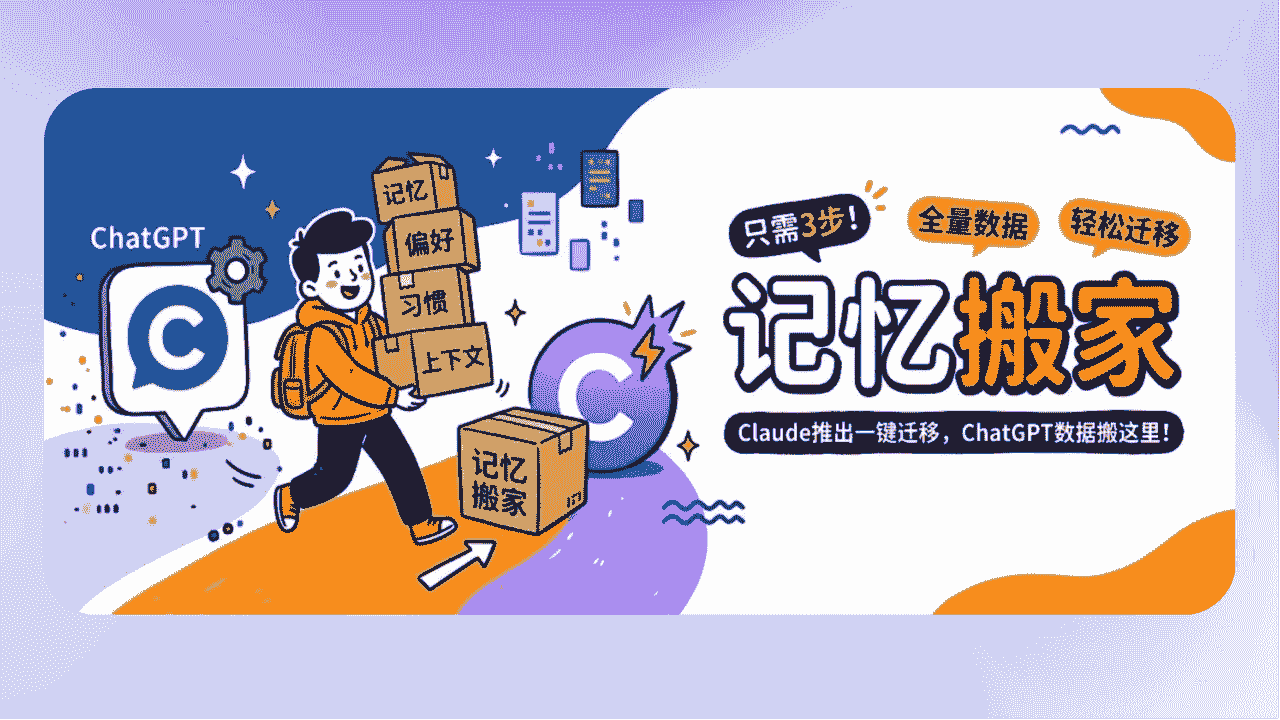 ChatGPT
C
记忆
偏好
习惯
上下文
C
记忆
搬家
只需3步!
全量数据
轻松迁移
记忆搬家
Claude推出一键迁移，ChatGPT数据搬这里!